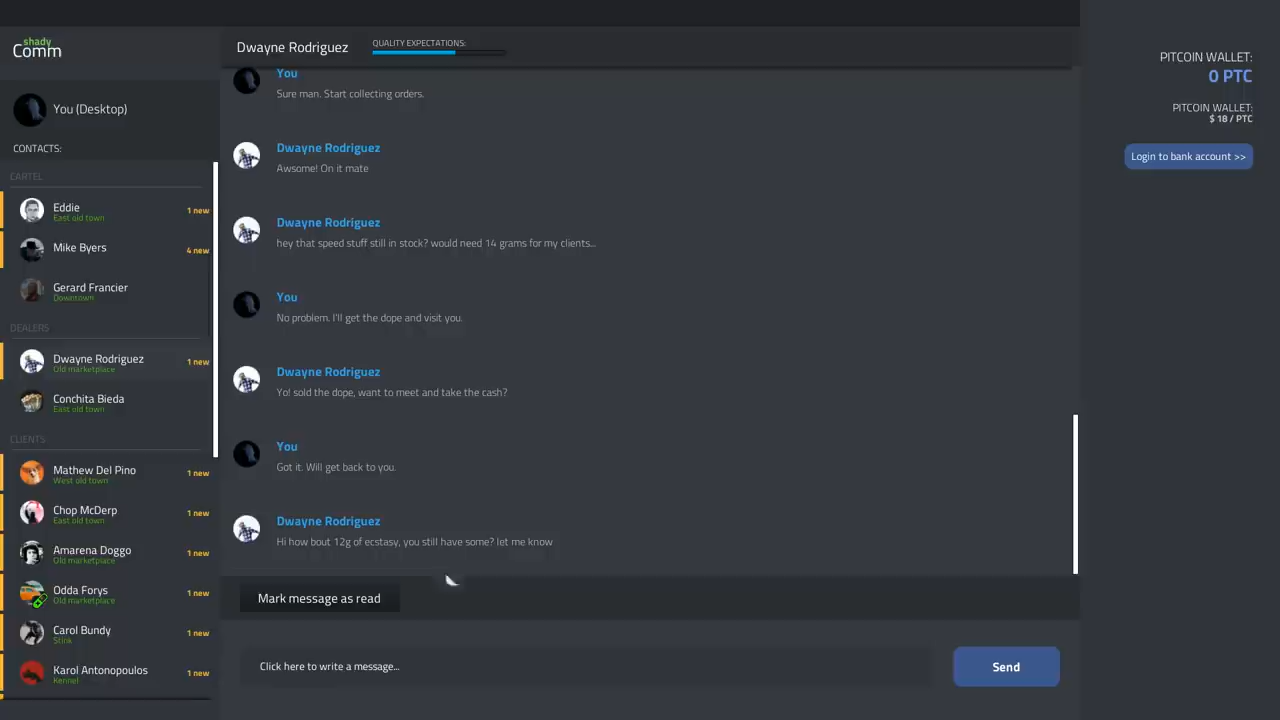 shady
Comm
You (Desktop)
CONTACTS:
CARTEL
Eddie
East old town
1 new
Mike Byers
4 new
Gerard Francier
Downtown
DEALERS
Dwayne Rodriguez
Old marketplace
1 new
Conchita Bieda
East old town
CLIENTS
Mathew Del Pino
West old town
1 new
Chop McDerp
East old town
1 new
Amarena Doggo
Old marketplace
1 new
Odda Forys
Old marketplace
1 new
Carol Bundy
Stink
1 new
Karol Antonopoulos
Kennel
1 new
Dwayne Rodriguez
QUALITY EXPECTATIONS:
You
Sure man. Start collecting orders.
Dwayne Rodriguez
Awsome! On it mate
Dwayne Rodriguez
hey that speed stuff still in stock? would need 14 grams for my clients...
You
No problem. I'll get the dope and visit you.
Dwayne Rodriguez
Yo! sold the dope, want to meet and take the cash?
You
Got it. Will get back to you.
Dwayne Rodriguez
Hi how bout 12g of ecstasy, you still have some? let me know
Mark message as read
Click here to write a message...
Send
PITCOIN WALLET:
0 PTC
PITCOIN WALLET:
$ 18 / PTC
Login to bank account >>